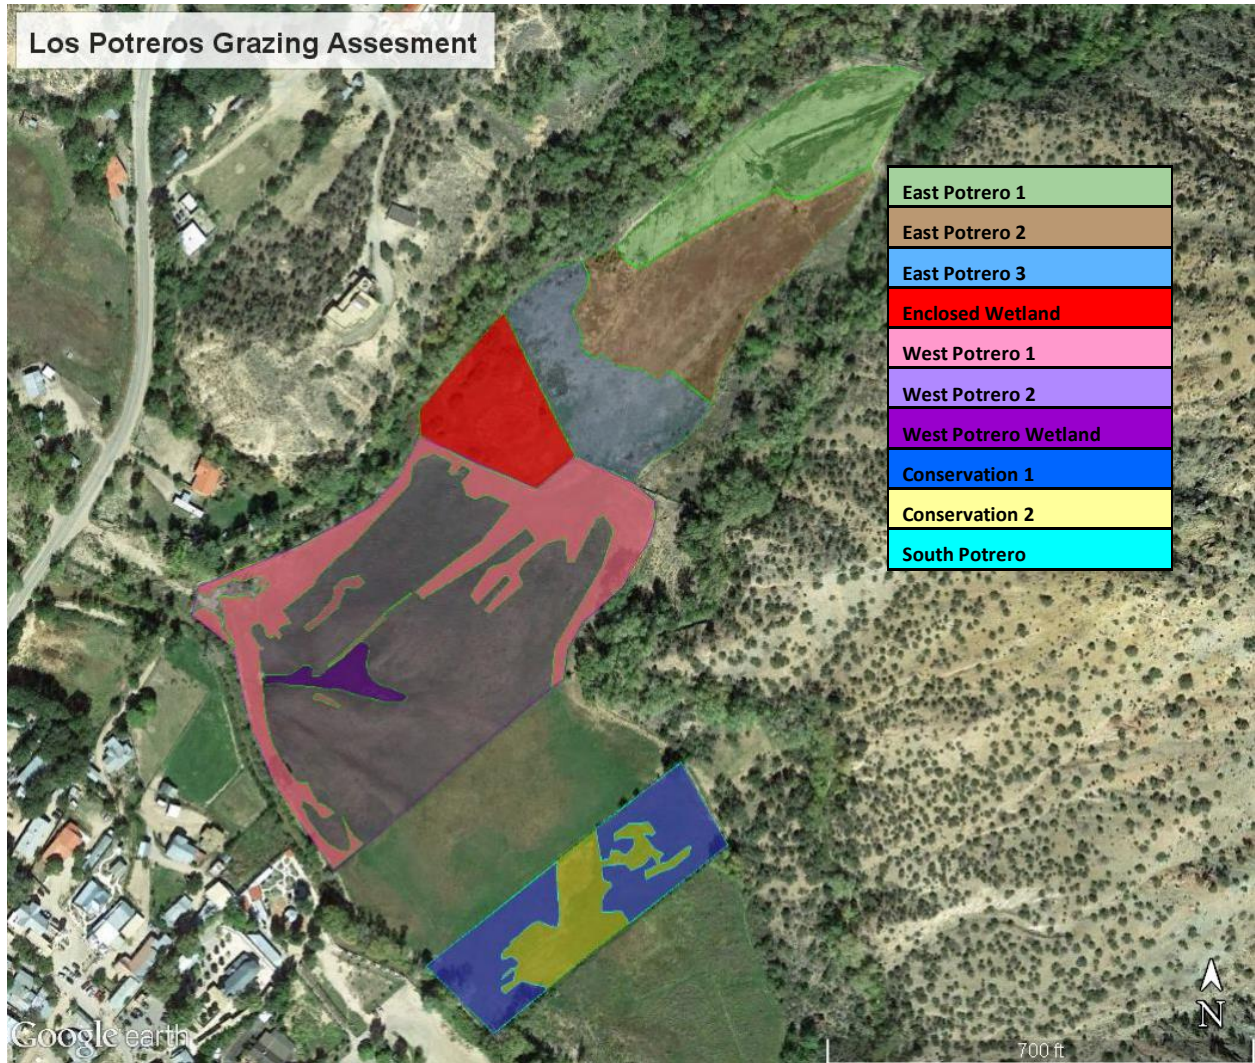 Los Potreros Grazing Assesment
East Potrero 1
East Potrero 2
East Potrero 3
Enclosed Wetland
West Potrero 1
West Potrero 2
West Potrero Wetland
Conservation 1
Conservation 2
South Potrero
N
Google earth
700 ft